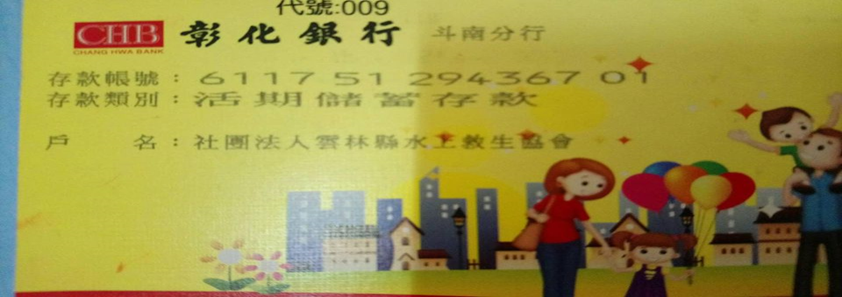 代號:009
CHB 彰化銀行 斗南分行
CHANG HWA BANK
存款帳號：6117 51 294367 01
存款類別：活期儲蓄存款
戶名：社團法人雲林縣水上救生協會